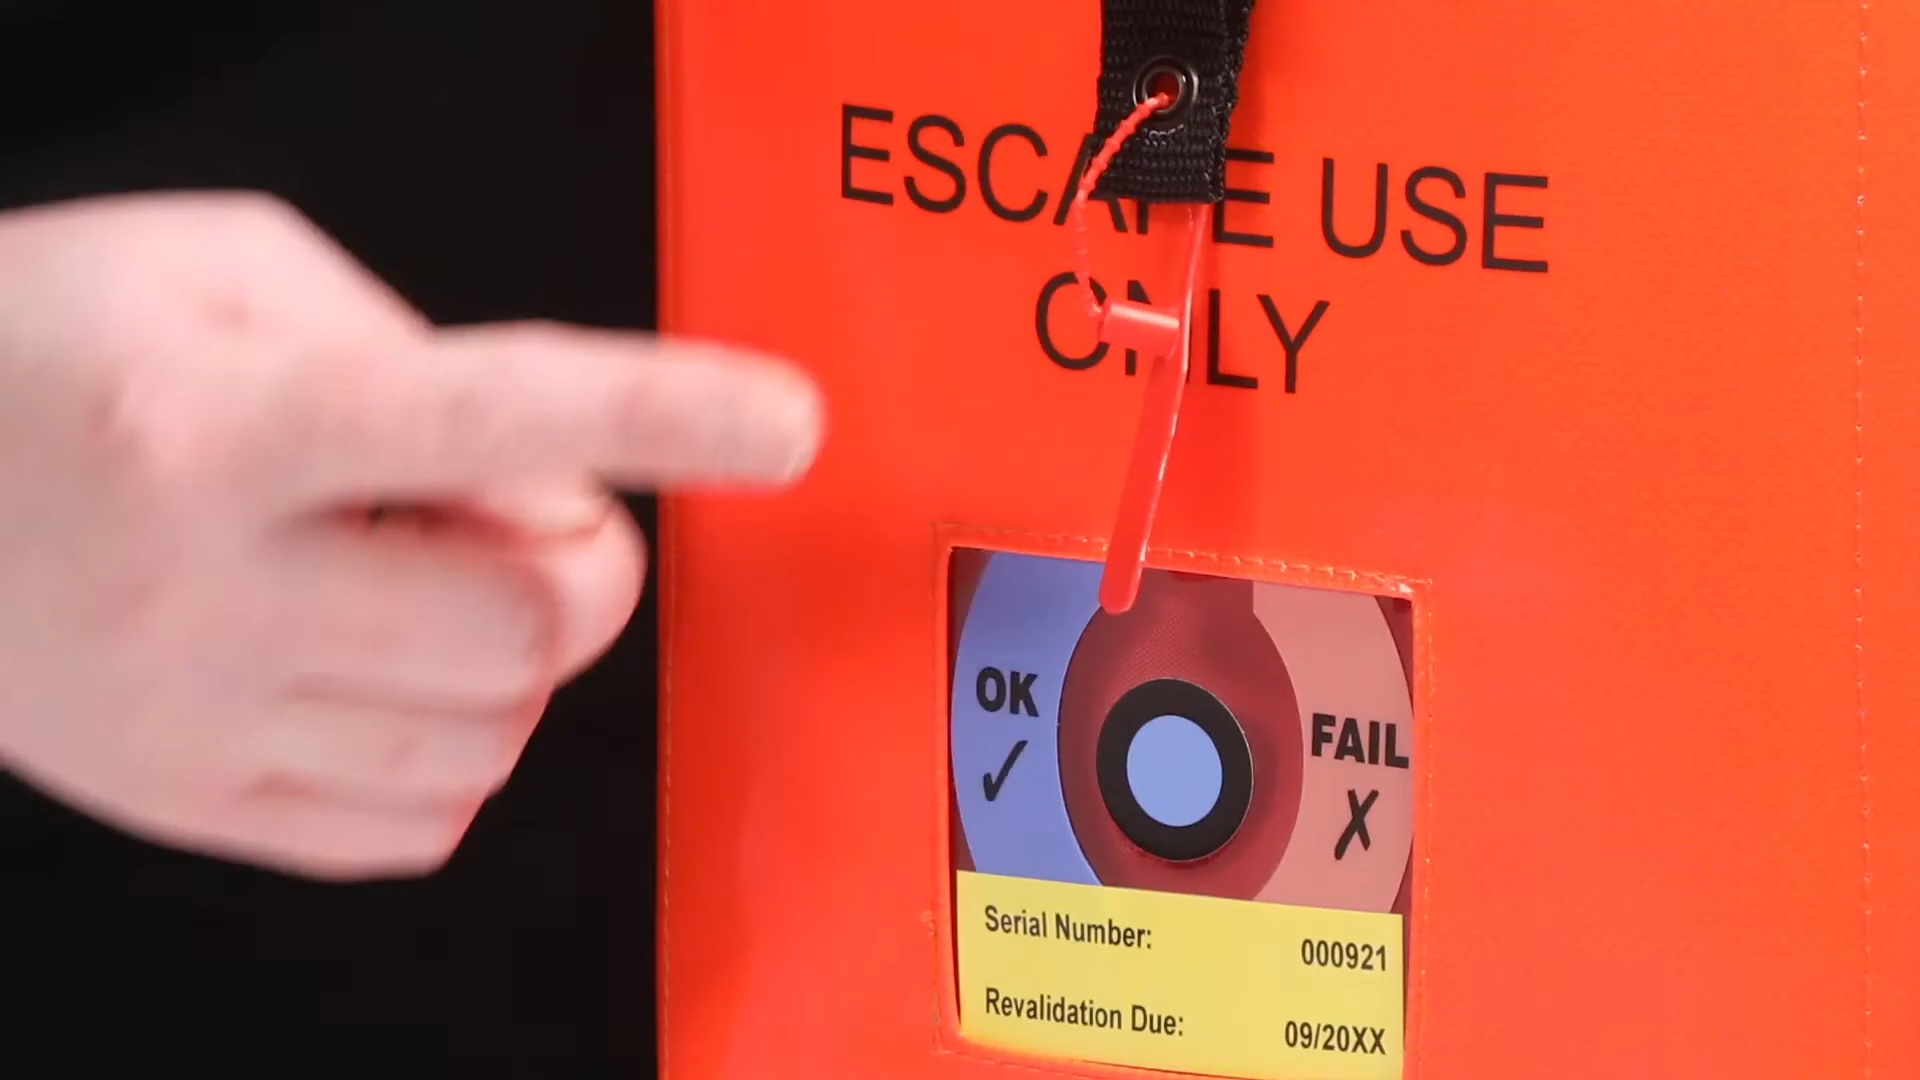 ESCAPE USE
ONLY
OK
✓
FAIL
✗
Serial Number: 000921
Revalidation Due: 09/20XX